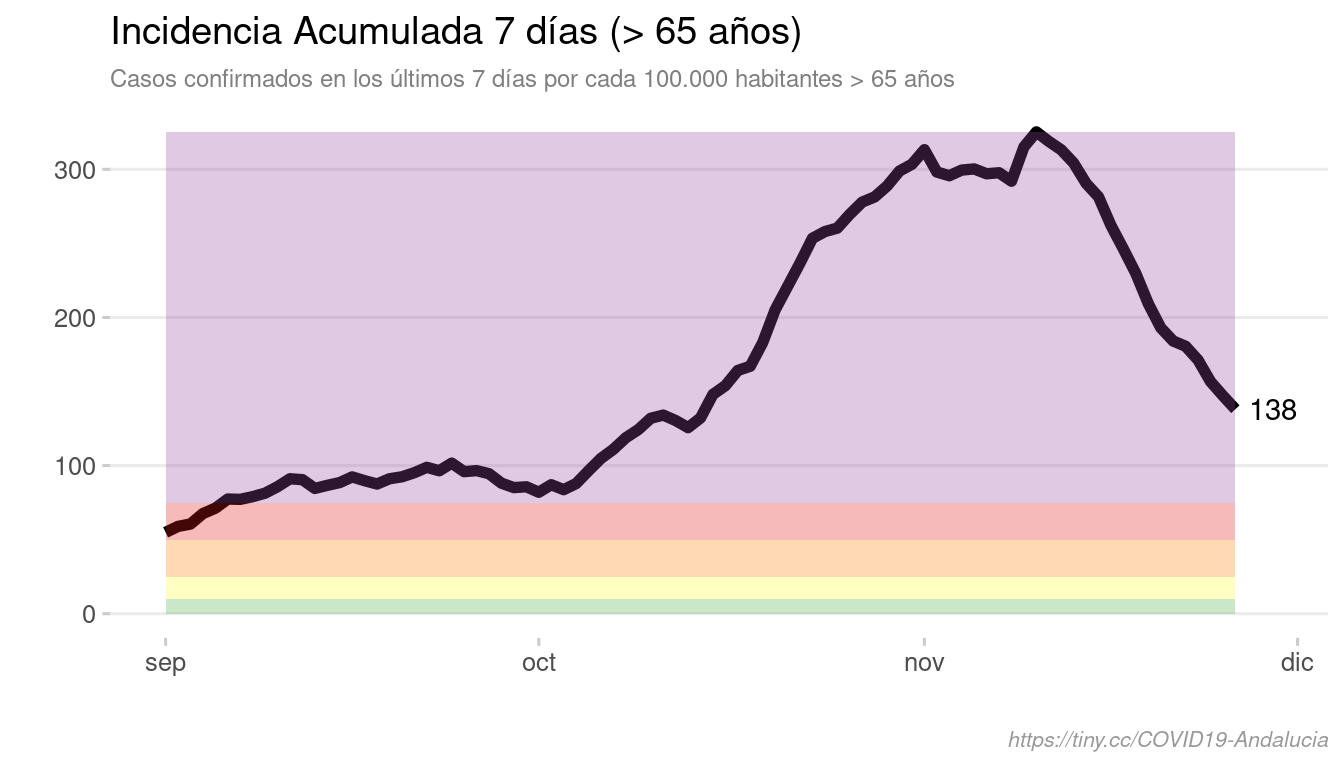 Incidencia Acumulada 7 días (> 65 años)
Casos confirmados en los últimos 7 días por cada 100.000 habitantes > 65 años
300
200
100
0
138
sep oct nov dic
https://tiny.cc/COVID19-Andalucia